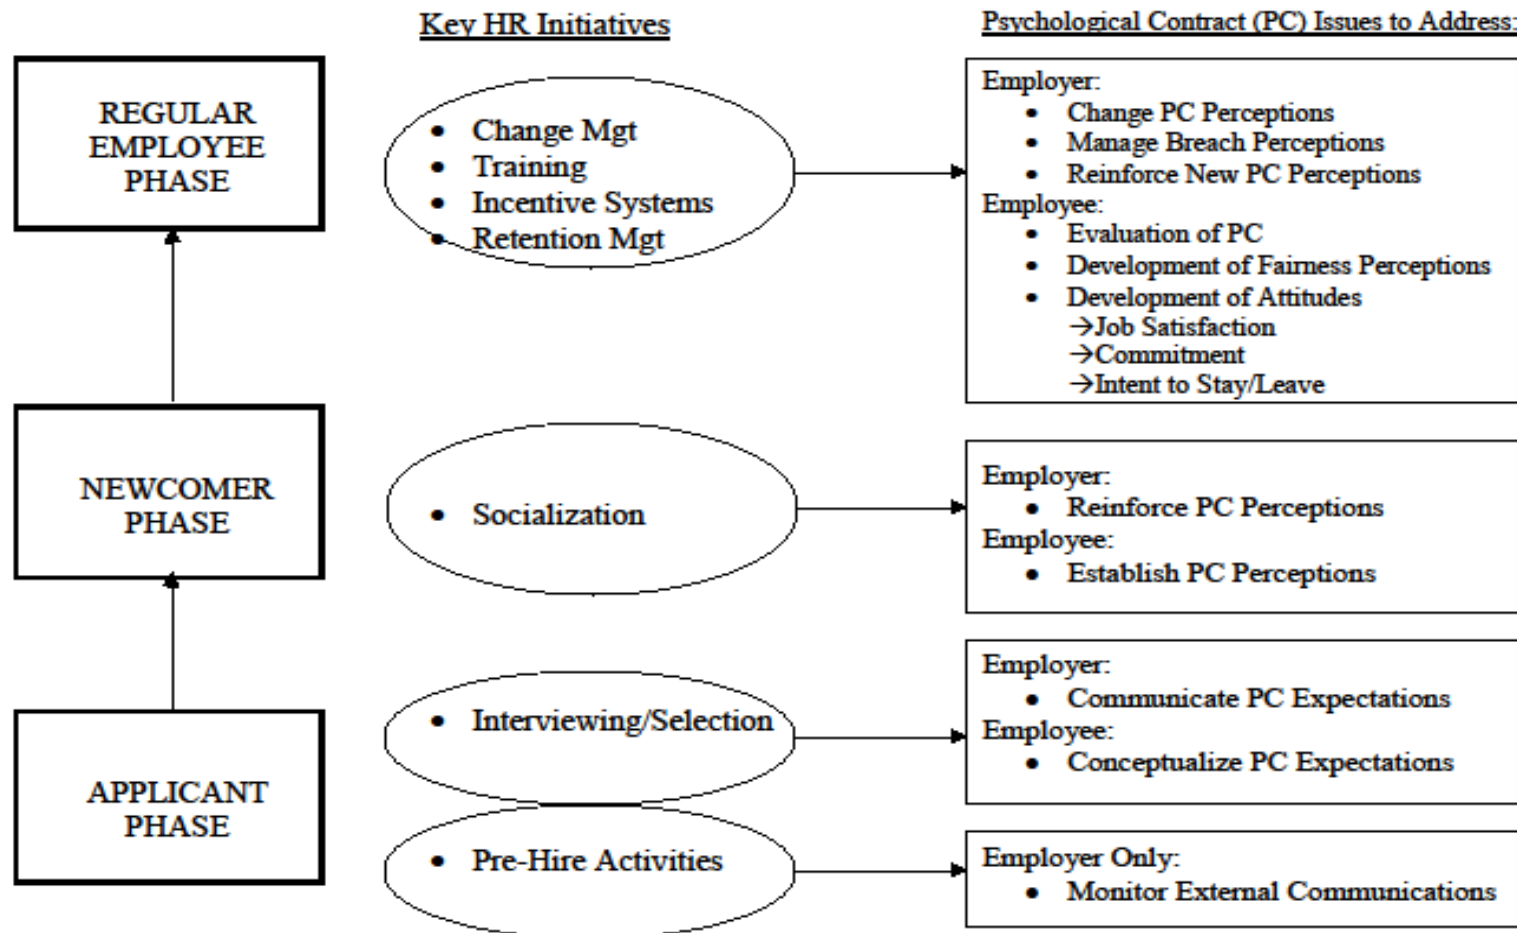 Key HR Initiatives
Psychological Contract (PC) Issues to Address:
REGULAR
EMPLOYEE
PHASE
• Change Mgt
• Training
• Incentive Systems
• Retention Mgt
Employer:
• Change PC Perceptions
• Manage Breach Perceptions
• Reinforce New PC Perceptions
Employee:
• Evaluation of PC
• Development of Fairness Perceptions
• Development of Attitudes
→Job Satisfaction
→Commitment
→Intent to Stay/Leave
NEWCOMER
PHASE
• Socialization
Employer:
• Reinforce PC Perceptions
Employee:
• Establish PC Perceptions
APPLICANT
PHASE
• Interviewing/Selection
Employer:
• Communicate PC Expectations
Employee:
• Conceptualize PC Expectations
• Pre-Hire Activities
Employer Only:
• Monitor External Communications